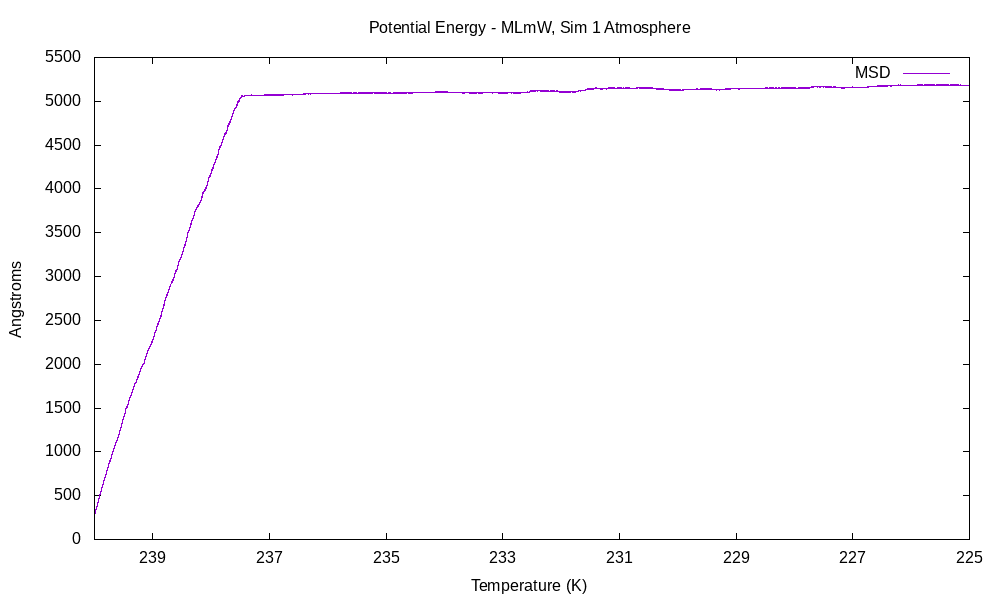 Potential Energy - MLmW, Sim 1 Atmosphere
MSD
5500
5000
4500
4000
3500
3000
2500
2000
1500
1000
500
0
Angstroms
239 237 235 233 231 229 227 225
Temperature (K)